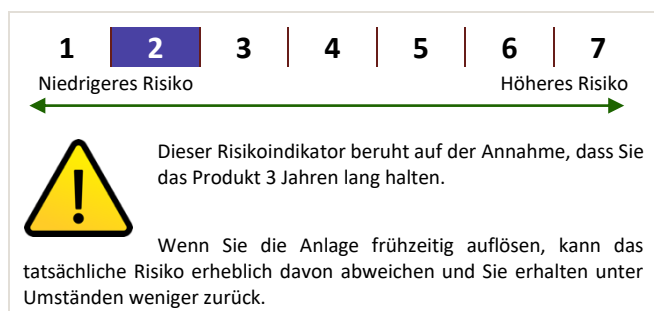 1 2 3 4 5 6 7
Niedrigeres Risiko Höheres Risiko
Dieser Risikoindikator beruht auf der Annahme, dass Sie
das Produkt 3 Jahren lang halten.
Wenn Sie die Anlage frühzeitig auflösen, kann das
tatsächliche Risiko erheblich davon abweichen und Sie erhalten unter
Umständen weniger zurück.